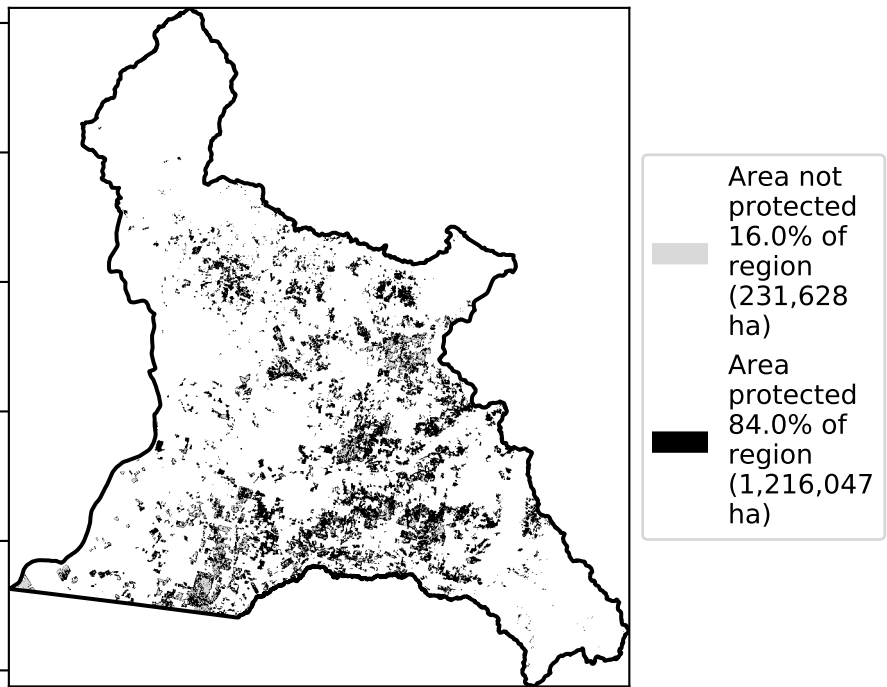 Area not
protected
16.0% of
region
(231,628
ha)
Area
protected
84.0% of
region
(1,216,047
ha)